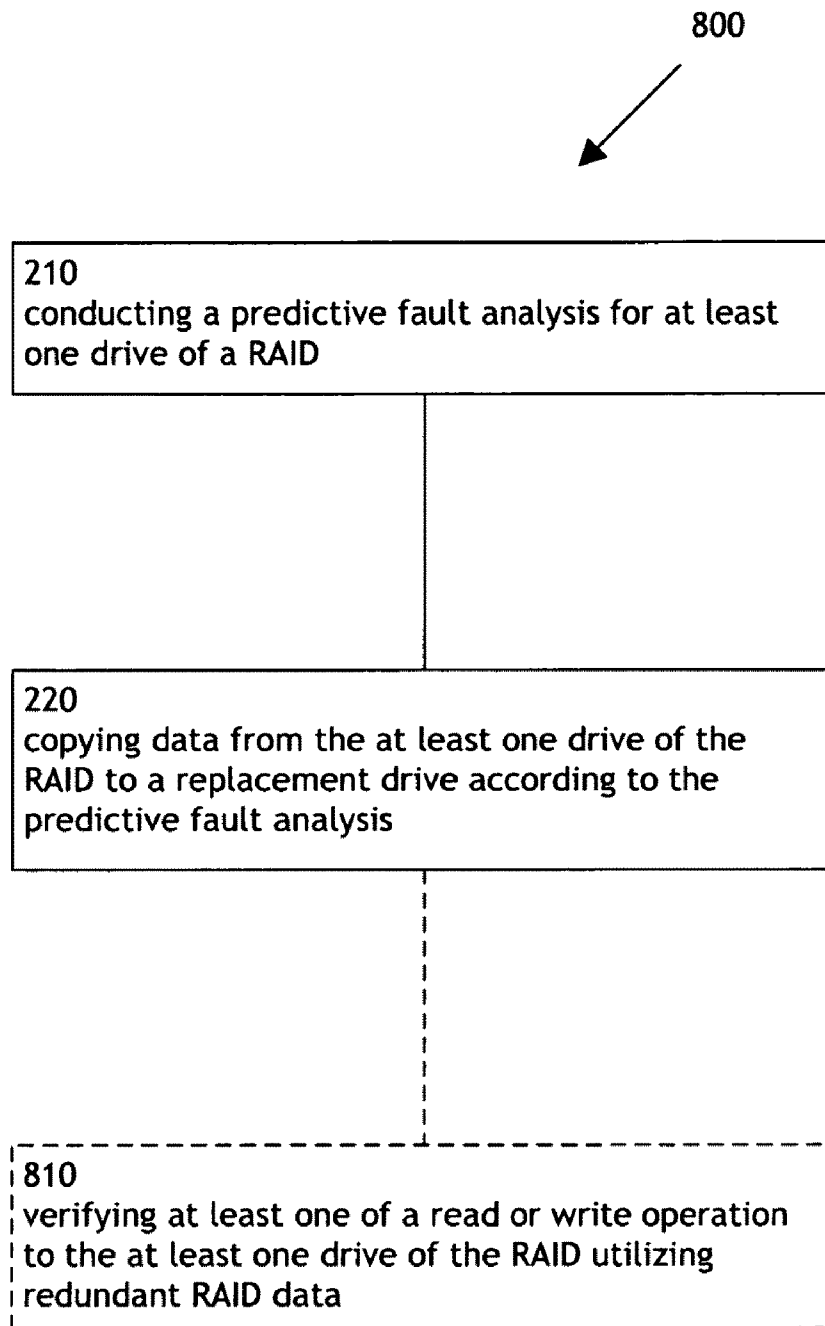 800
210
conducting a predictive fault analysis for at least
one drive of a RAID
220
copying data from the at least one drive of the
RAID to a replacement drive according to the
predictive fault analysis
810
verifying at least one of a read or write operation
to the at least one drive of the RAID utilizing
redundant RAID data